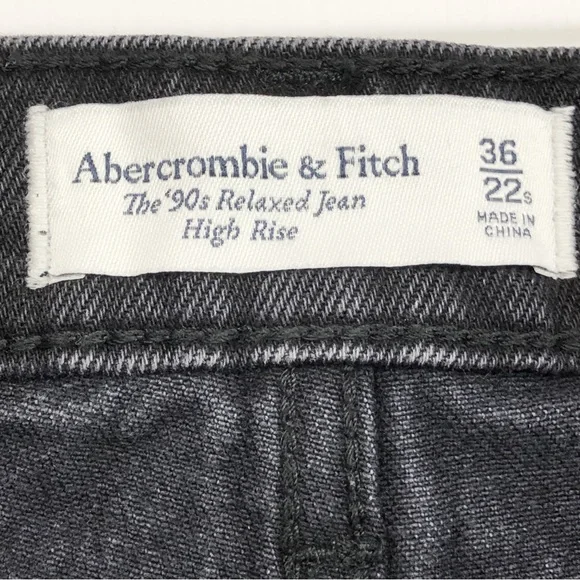 Abercrombie & Fitch
The '90s Relaxed Jean
High Rise
36
22s
MADE IN
CHINA